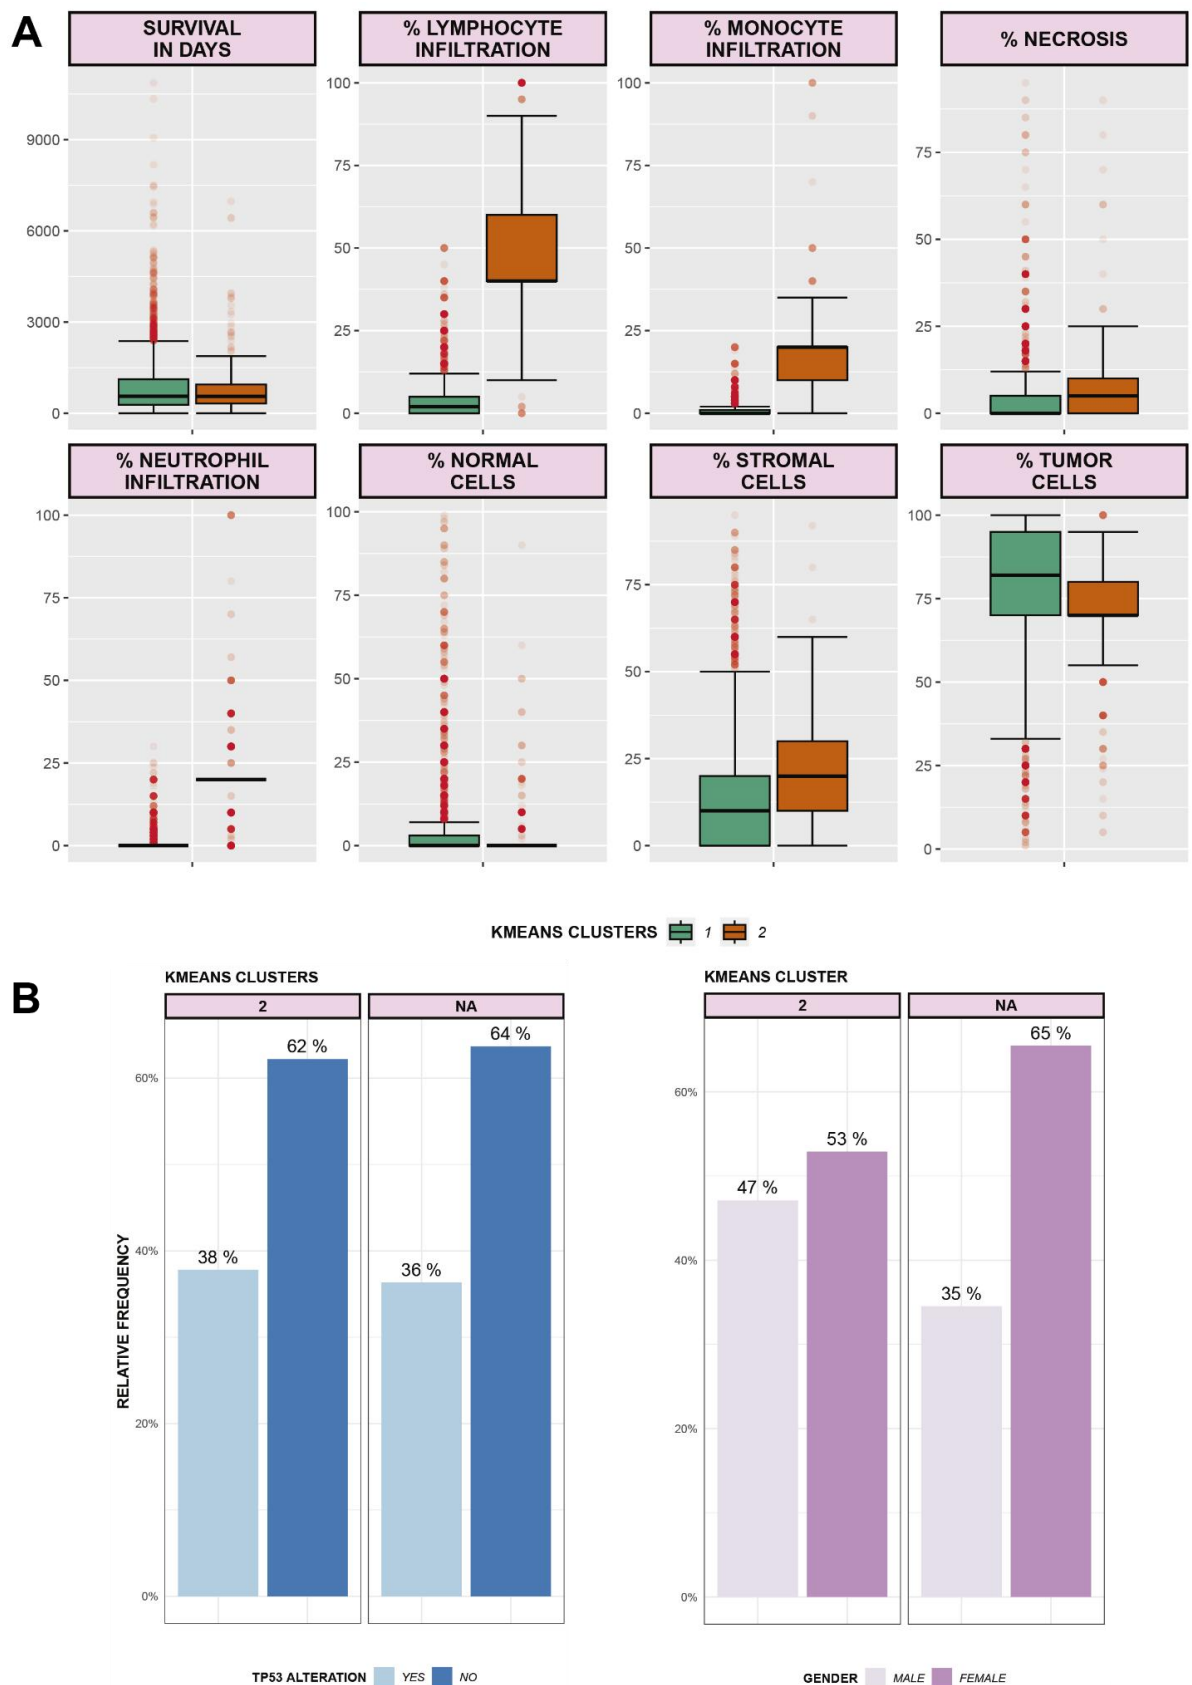 A
SURVIVAL
IN DAYS
% LYMPHOCYTE
INFILTRATION
% MONOCYTE
INFILTRATION
% NECROSIS
9000
6000
3000
0
100
75
50
25
0
100
75
50
25
0
75
50
25
0
% NEUTROPHIL
INFILTRATION
% NORMAL
CELLS
% STROMAL
CELLS
% TUMOR
CELLS
100
75
50
25
0
100
75
50
25
0
75
50
25
0
100
75
50
25
0
KMEANS CLUSTERS 1 2
B
KMEANS CLUSTERS
2 NA
RELATIVE FREQUENCY
60%
40%
20%
0%
38 %
62 %
36 %
64 %
TP53 ALTERATION YES NO
KMEANS CLUSTER
2 NA
60%
40%
20%
0%
47 %
53 %
35 %
65 %
GENDER MALE FEMALE